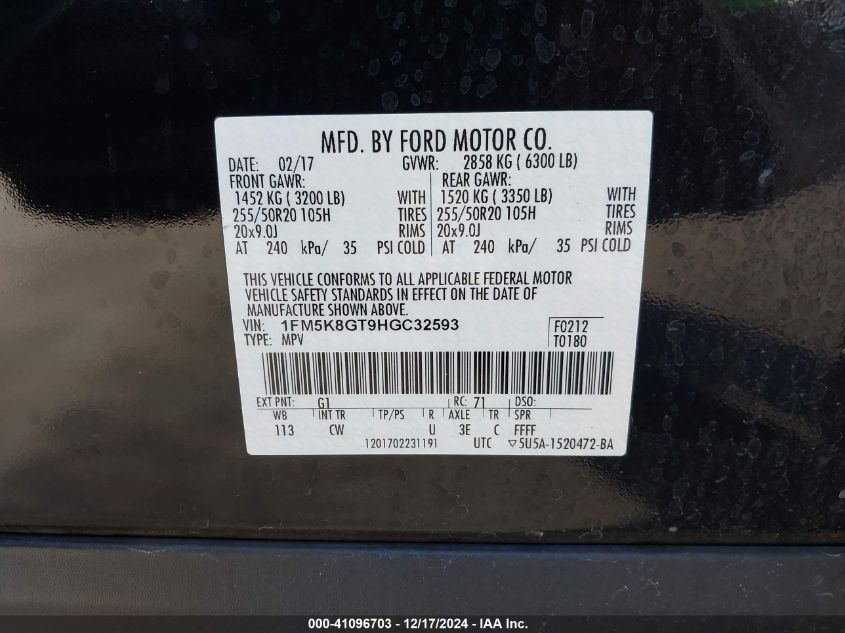 MFD. BY FORD MOTOR CO.
DATE: 02/17 GVWR: 2858 KG ( 6300 LB)
FRONT GAWR: REAR GAWR:
1452 KG ( 3200 LB) WITH 1520 KG ( 3350 LB) WITH
255/50R20 105H TIRES 255/50R20 105H TIRES
20x9.0J RIMS 20x9.0J RIMS
AT 240 kPa/ 35 PSI COLD AT 240 kPa/ 35 PSI COLD
THIS VEHICLE CONFORMS TO ALL APPLICABLE FEDERAL MOTOR
VEHICLE SAFETY STANDARDS IN EFFECT ON THE DATE OF
MANUFACTURE SHOWN ABOVE.
VIN: 1FM5K8GT9HGC32593 F0212
TYPE: MPV T0180
EXT PNT: G1 RC: 71 DSO:
WB INT TR TP/PS R AXLE TR SPR
113 CW U 3E C FFFF
1201702231191 UTC ▽5U5A-1520472-BA
000-41096703 - 12/17/2024 - IAA Inc.